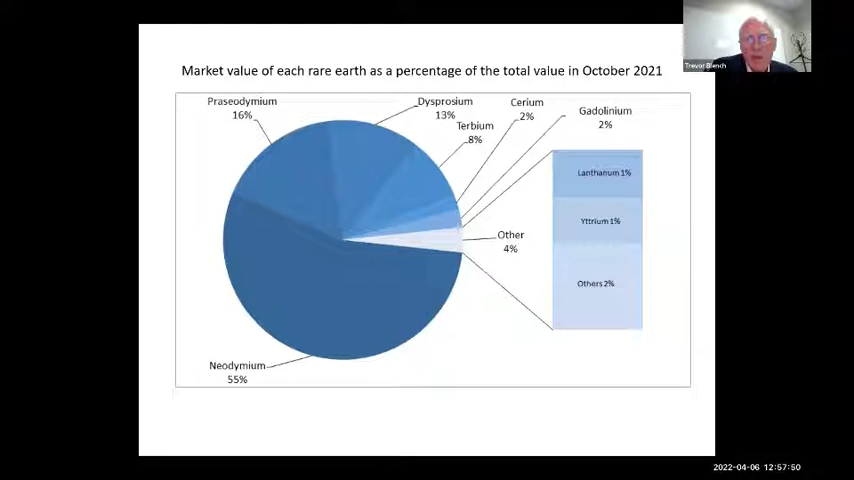 Trevor Blench
Market value of each rare earth as a percentage of the total value in October 2021
Praseodymium
16%
Dysprosium
13%
Terbium
8%
Cerium
2%
Gadolinium
2%
Lanthanum 1%
Yttrium 1%
Other
4%
Others 2%
Neodymium
55%
2022-04-06 12:57:50